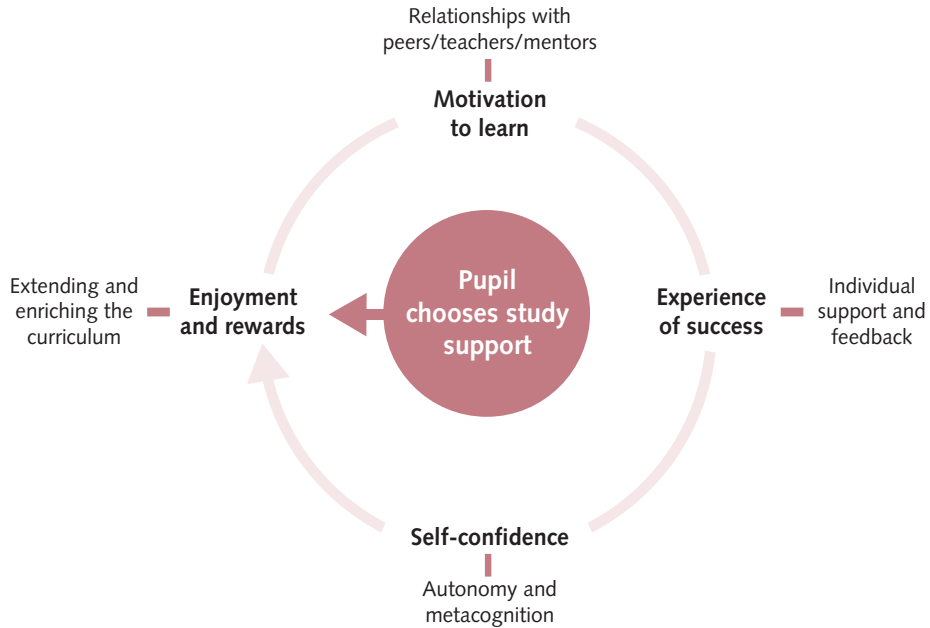 Relationships with
peers/teachers/mentors
Motivation
to learn
Extending and
enriching the
curriculum
Enjoyment
and rewards
Pupil
chooses study
support
Experience
of success
Individual
support and
feedback
Self-confidence
Autonomy and
metacognition